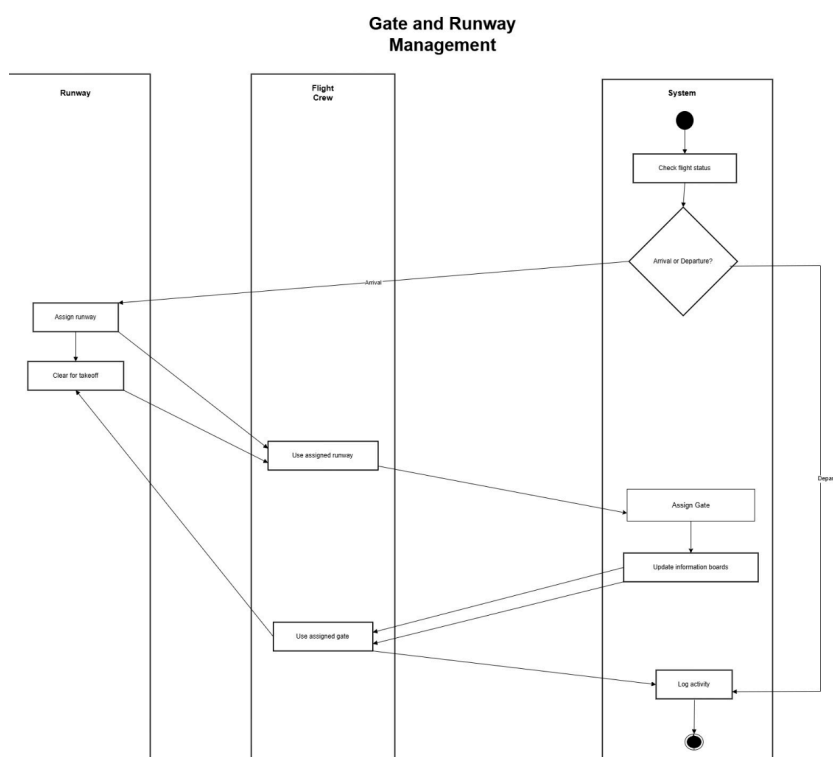 Gate and Runway
Management
Runway
Flight
Crew
System
Check flight status
Arrival or Departure?
Arrival
Assign runway
Clear for takeoff
Use assigned runway
Depar
Assign Gate
Update information boards
Use assigned gate
Log activity